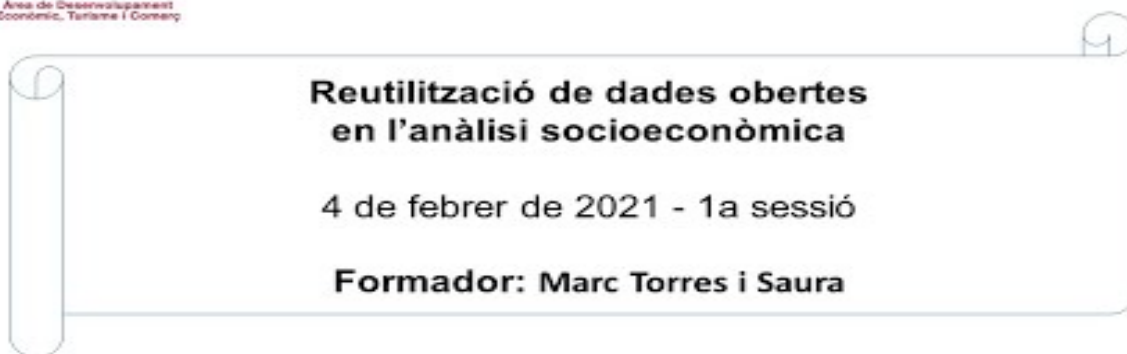 Àrea de Desenvolupament
Econòmic, Turisme i Comerç
Reutilització de dades obertes
en l'anàlisi socioeconòmica
4 de febrer de 2021 - 1a sessió
Formador: Marc Torres i Saura